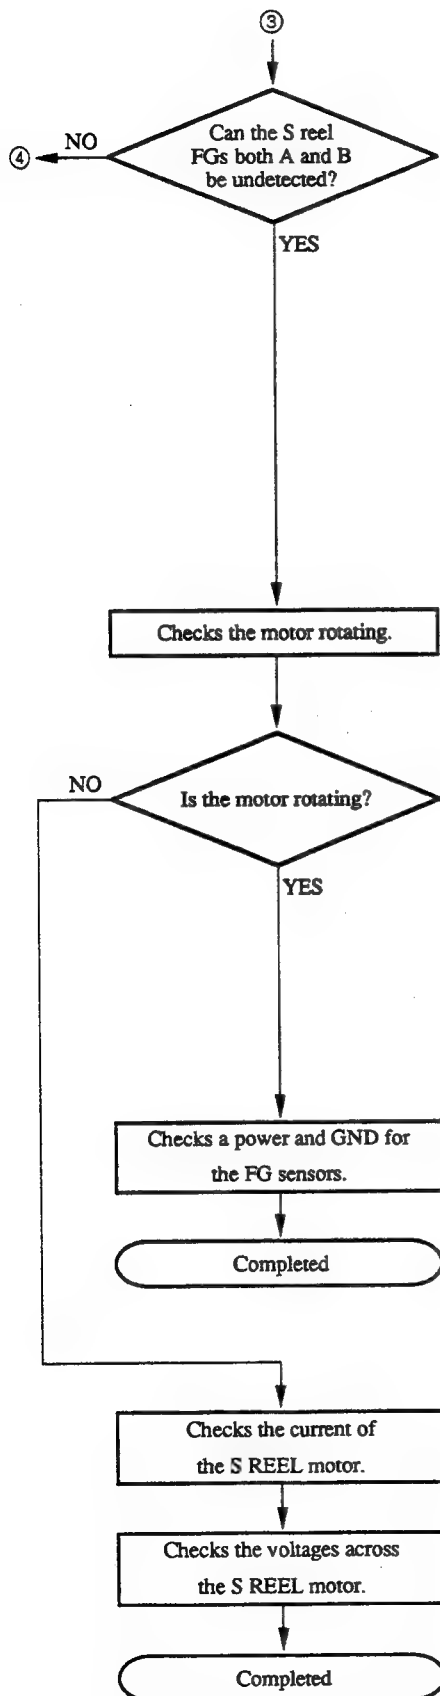 ③
Can the S reel
FGs both A and B
be undetected?
NO
④
YES
Checks the motor rotating.
Is the motor rotating?
NO
YES
Checks a power and GND for
the FG sensors.
Completed
Checks the current of
the S REEL motor.
Checks the voltages across
the S REEL motor.
Completed